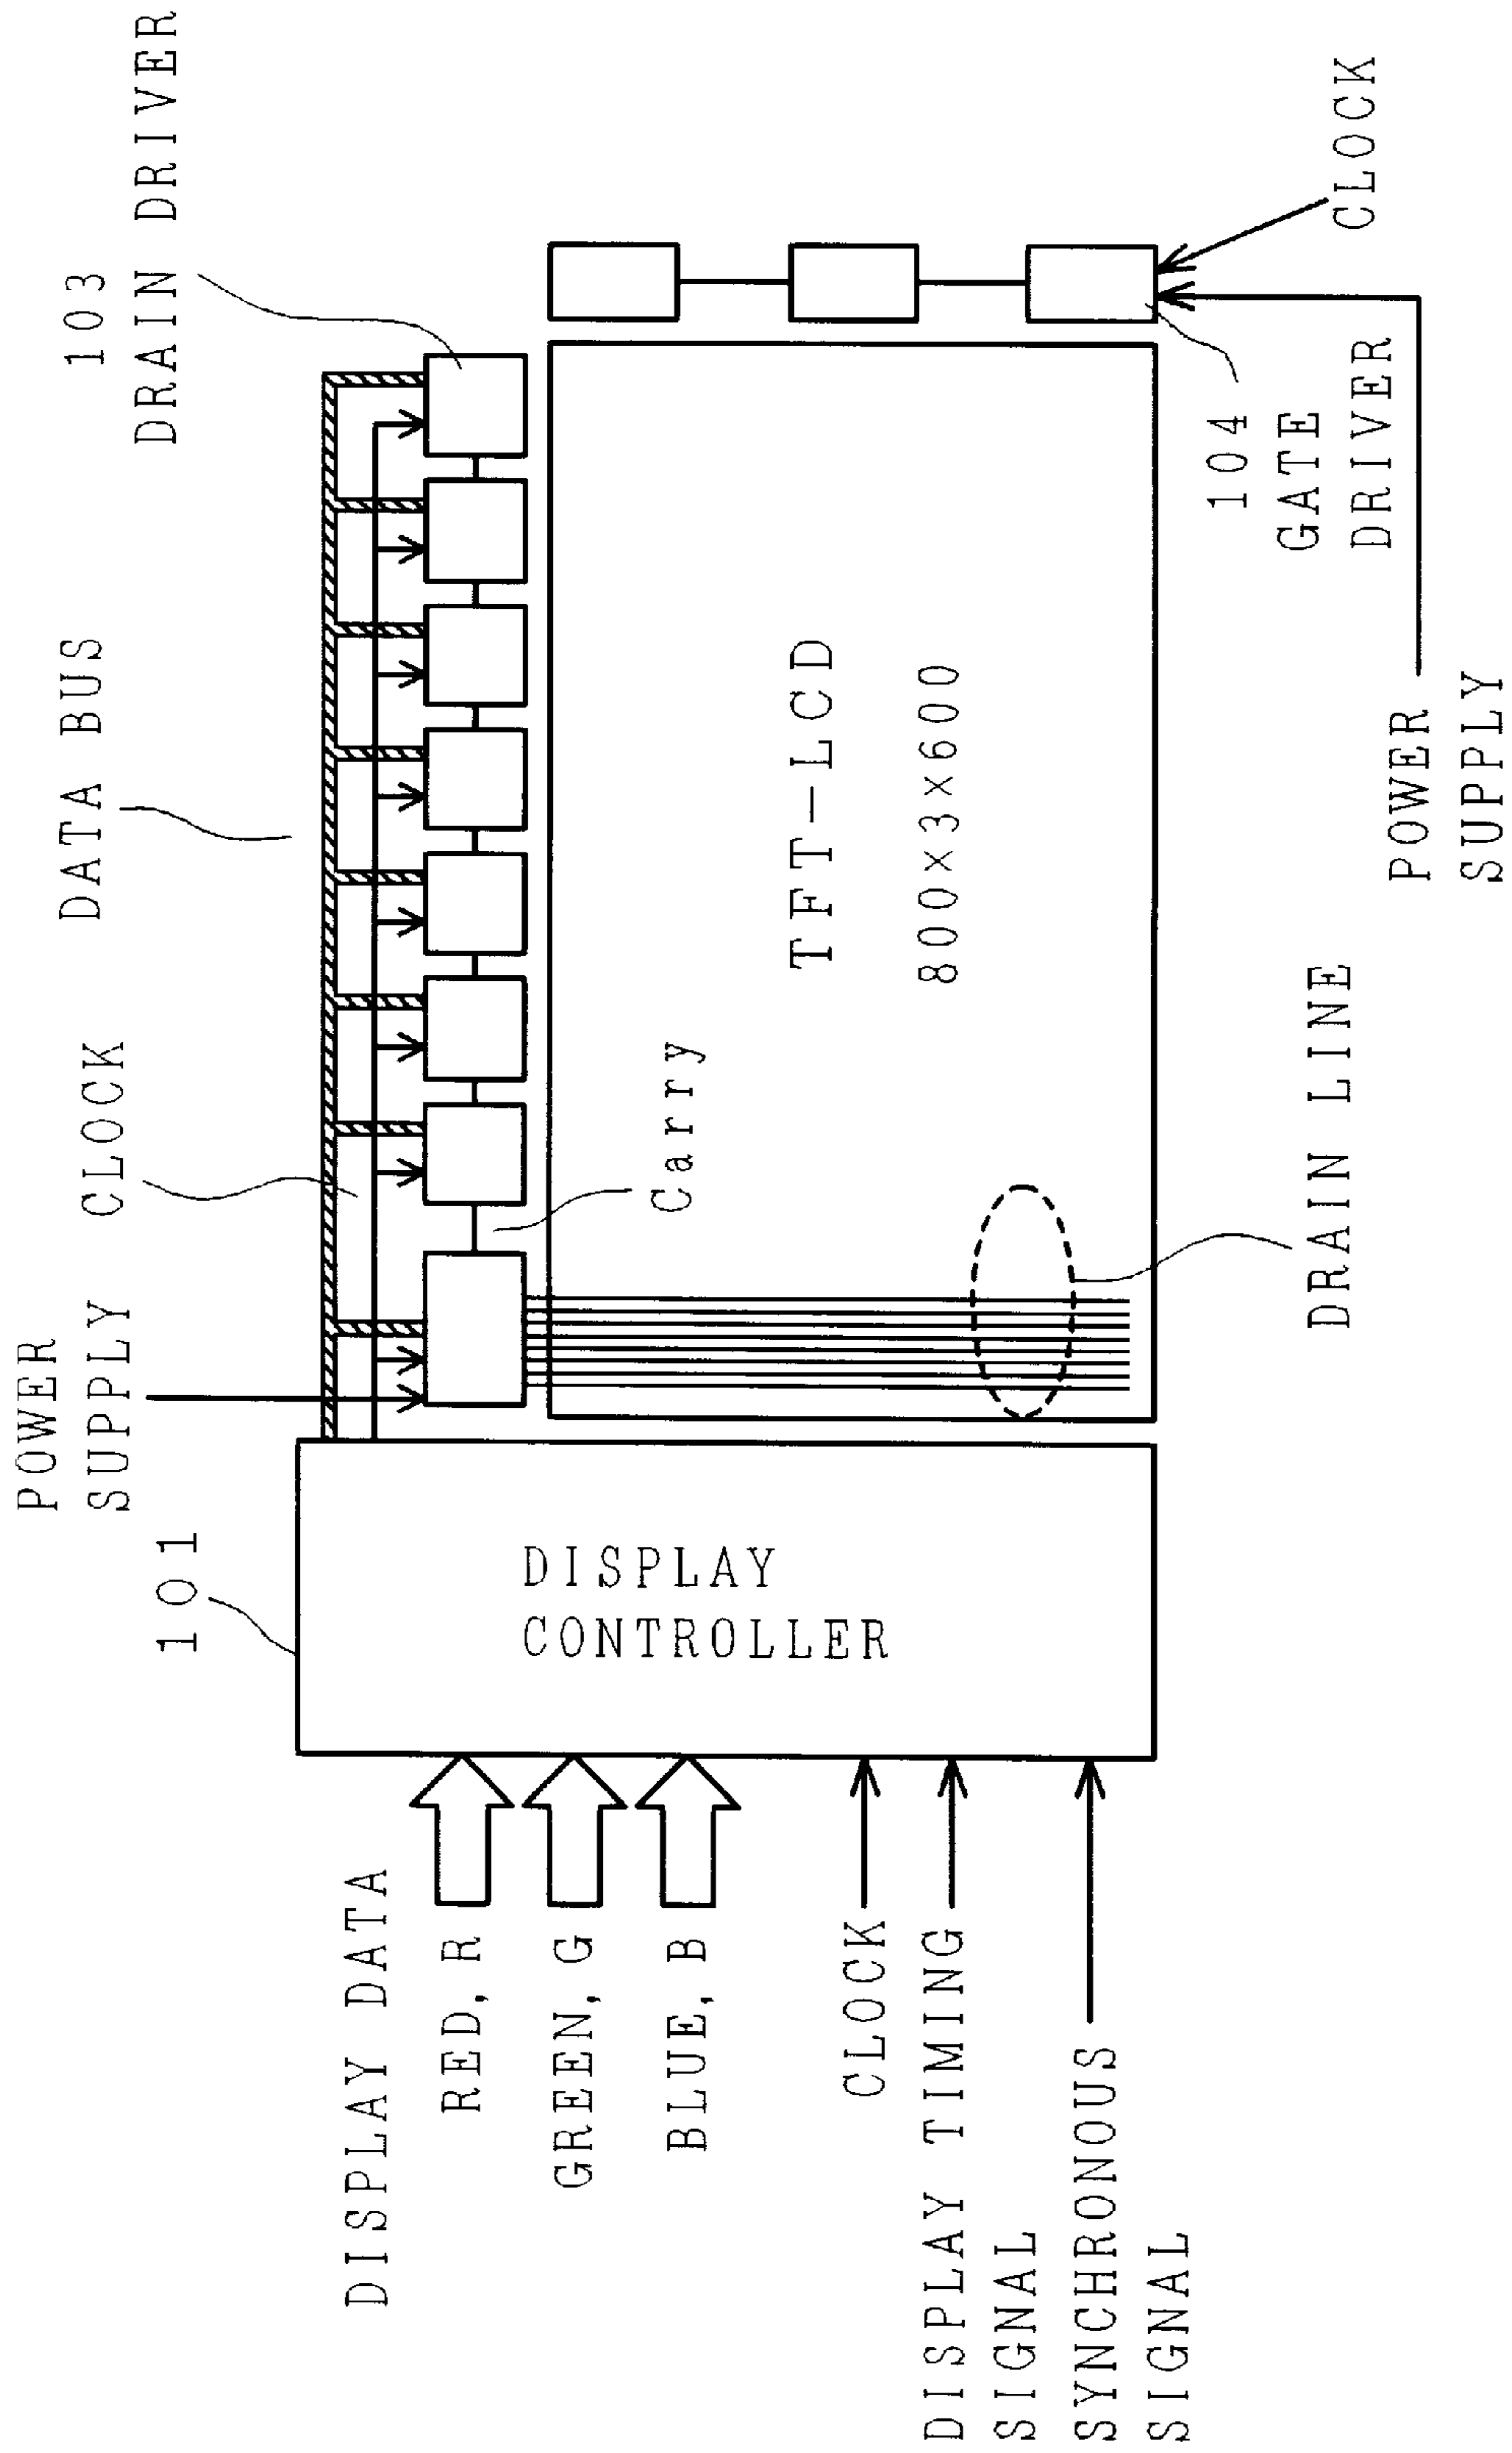 POWER
SUPPLY
CLOCK
DATA BUS
103
DRAIN DRIVER
101
DISPLAY
CONTROLLER
Carry
TFT-LCD
800×3×600
DISPLAY DATA
RED, R
GREEN, G
BLUE, B
CLOCK
DISPLAY TIMING
SIGNAL
SYNCHRONOUS
SIGNAL
DRAIN LINE
104
GATE
DRIVER
CLOCK
POWER
SUPPLY